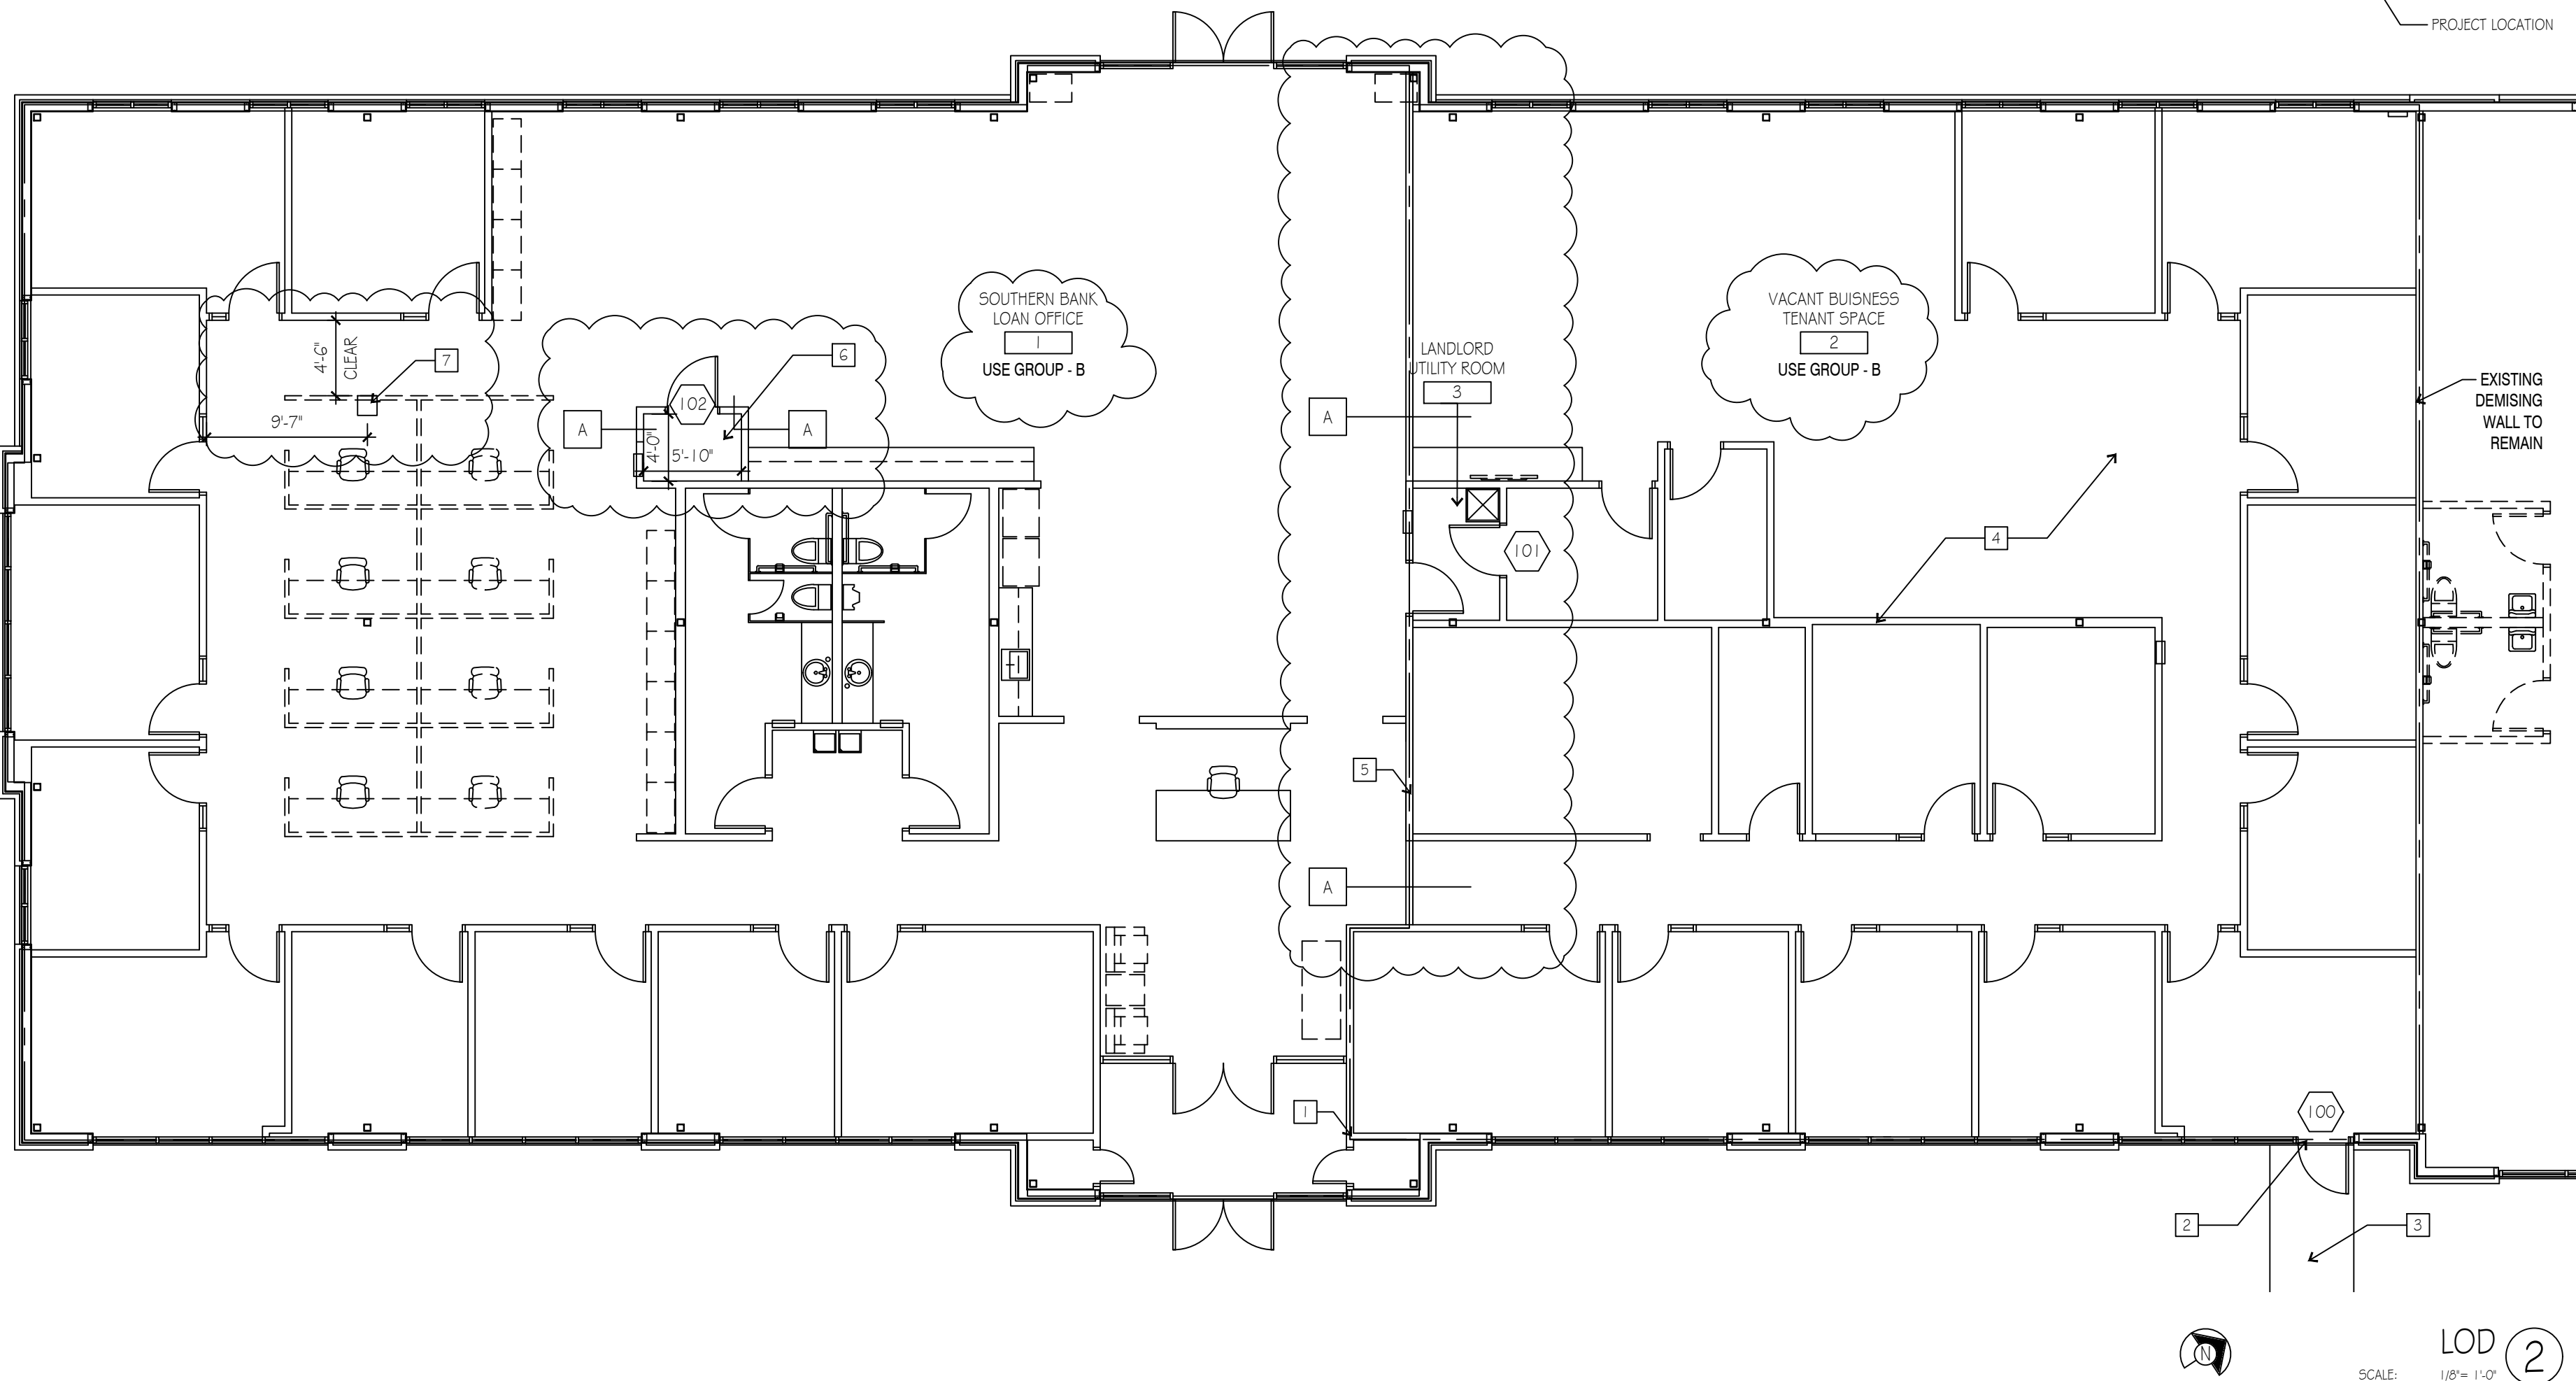 PROJECT LOCATION
SOUTHERN BANK
LOAN OFFICE
1
USE GROUP - B
VACANT BUISNESS
TENANT SPACE
2
USE GROUP - B
LANDLORD
UTILITY ROOM
3
EXISTING
DEMISING
WALL TO
REMAIN
4'-6"
CLEAR
7
9'-7"
6
102
A
A
4'-0"
5'-10"
A
101
4
5
A
1
100
2
3
N
LOD
2
SCALE:
1/8"= 1'-0"